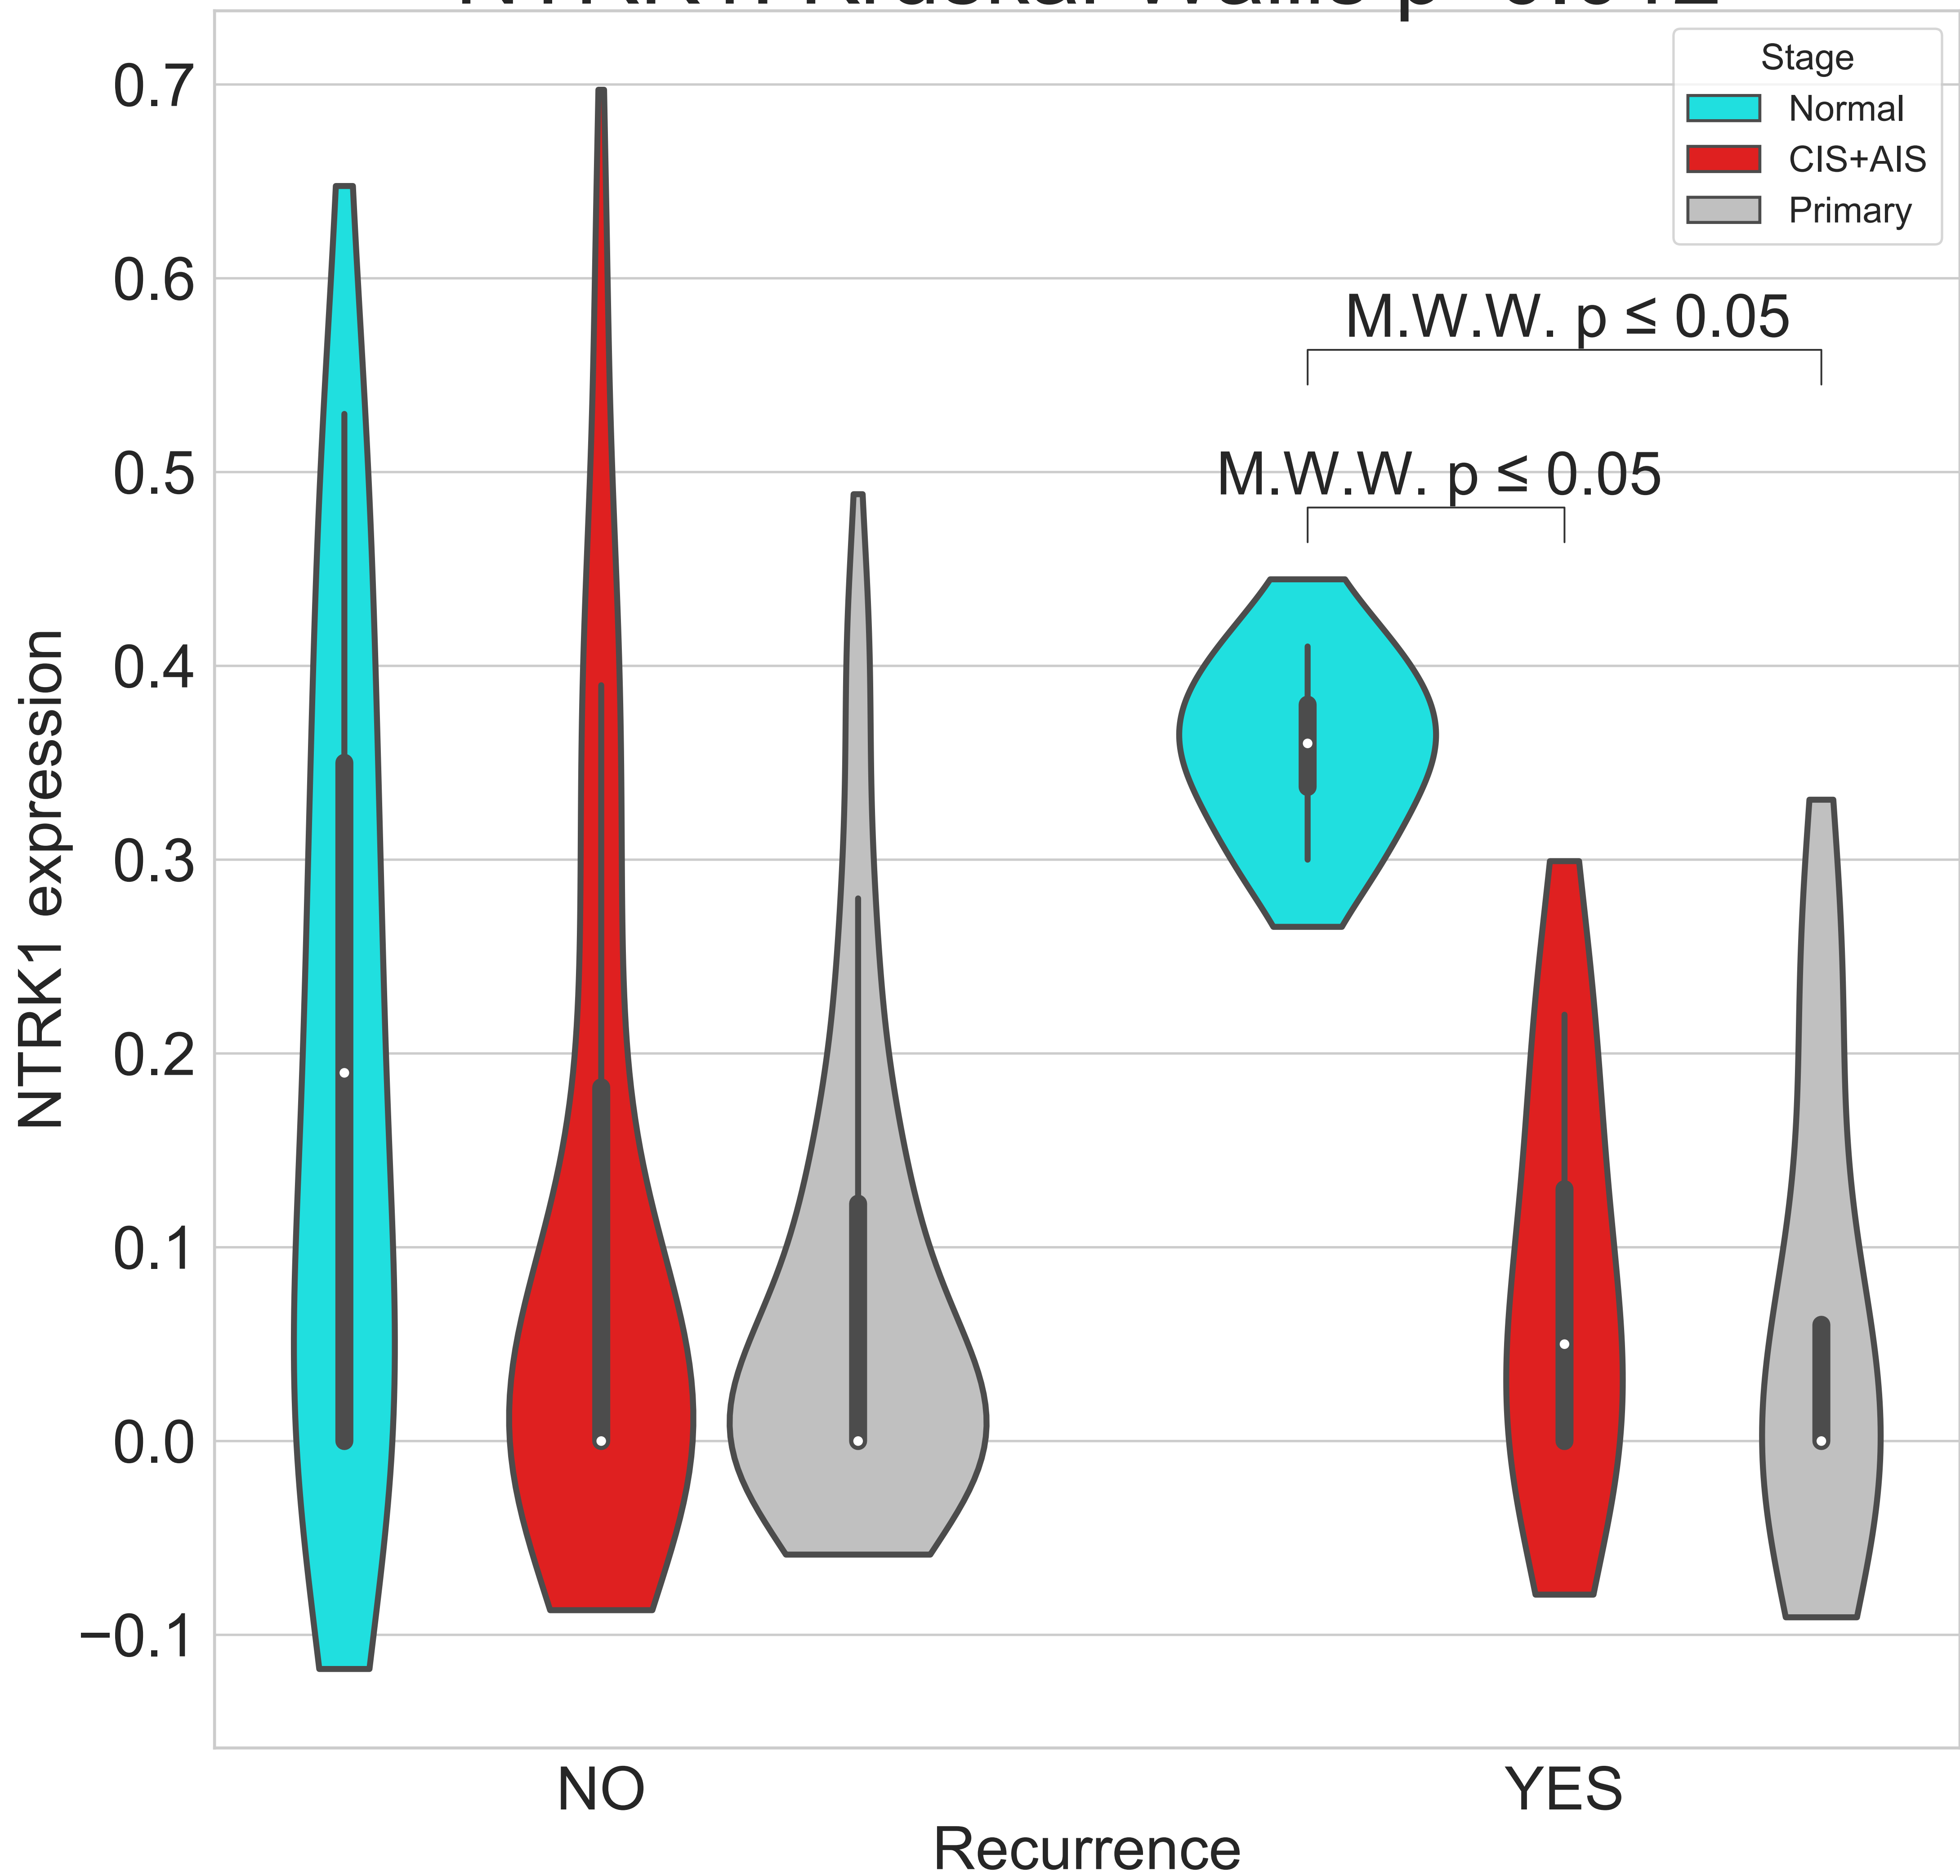 Stage
Normal
CIS+AIS
Primary
0.7
0.6
0.5
0.4
0.3
0.2
0.1
0.0
−0.1
NTRK1 expression
M.W.W. p ≤ 0.05
M.W.W. p ≤ 0.05
NO
YES
Recurrence